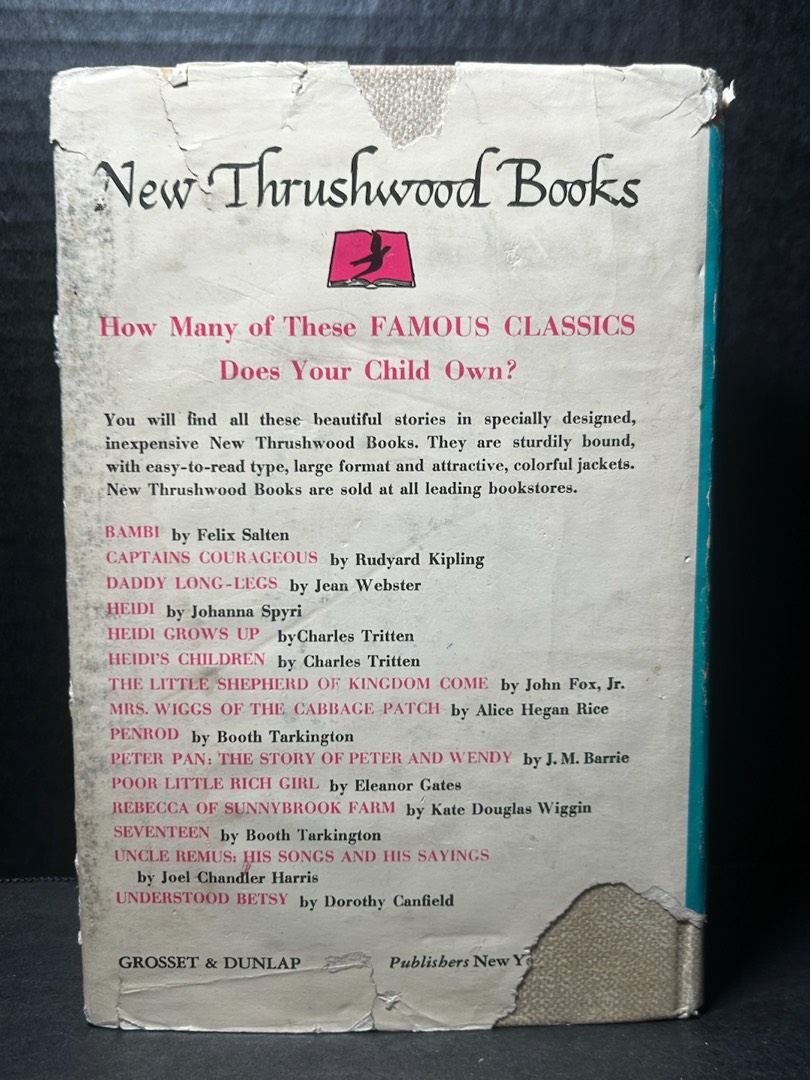 New Thrushwood Books
How Many of These FAMOUS CLASSICS
Does Your Child Own?
You will find all these beautiful stories in specially designed,
inexpensive New Thrushwood Books. They are sturdily bound,
with easy-to-read type, large format and attractive, colorful jackets.
New Thrushwood Books are sold at all leading bookstores.
BAMBI by Felix Salten
CAPTAINS COURAGEOUS by Rudyard Kipling
DADDY LONG-LEGS by Jean Webster
HEIDI by Johanna Spyri
HEIDI GROWS UP byCharles Tritten
HEIDI'S CHILDREN by Charles Tritten
THE LITTLE SHEPHERD OF KINGDOM COME by John Fox, Jr.
MRS. WIGGS OF THE CABBAGE PATCH by Alice Hegan Rice
PENROD by Booth Tarkington
PETER PAN: THE STORY OF PETER AND WENDY by J. M. Barrie
POOR LITTLE RICH GIRL by Eleanor Gates
REBECCA OF SUNNYBROOK FARM by Kate Douglas Wiggin
SEVENTEEN by Booth Tarkington
UNCLE REMUS: HIS SONGS AND HIS SAYINGS
by Joel Chandler Harris
UNDERSTOOD BETSY by Dorothy Canfield
GROSSET & DUNLAP Publishers New